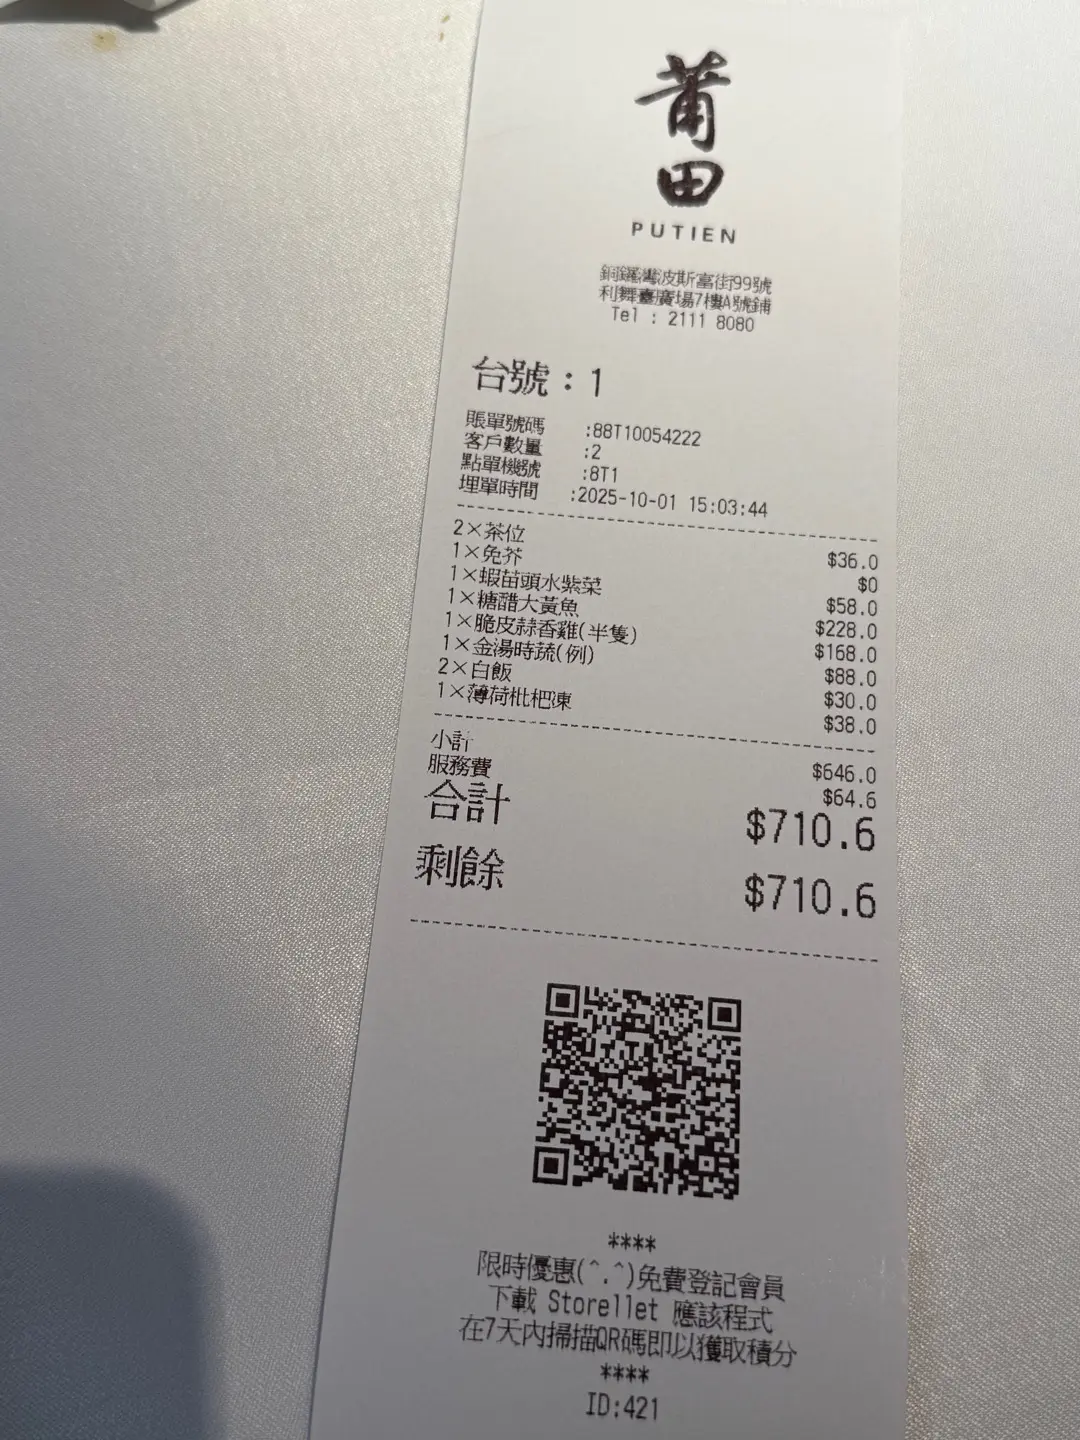 莆田
PUTIEN
銅鑼灣波斯富街99號
利舞臺廣場7樓A號鋪
Tel : 2111 8080
台號：1
賬單號碼 :88T10054222
客戶數量 :2
點單機號 :8T1
埋單時間 :2025-10-01 15:03:44
2×茶位 $36.0
1×免芥 $0
1×蝦苗頭水紫菜 $58.0
1×糖醋大黃魚 $228.0
1×脆皮蒜香雞(半隻) $168.0
1×金湯時蔬(例) $88.0
2×白飯 $30.0
1×薄荷枇杷凍 $38.0
小計 $646.0
服務費 $64.6
合計 $710.6
剩餘 $710.6
****
限時優惠(^.^)免費登記會員
下載 Storellet 應該程式
在7天內掃描QR碼即以獲取積分
****
ID:421